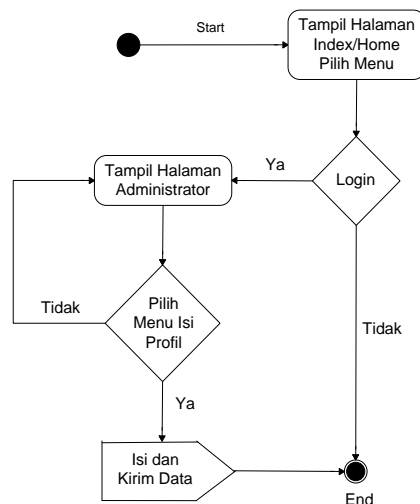 Start
Tampil Halaman
Index/Home
Pilih Menu
Ya
Login
Tampil Halaman
Administrator
Tidak
Pilih
Menu Isi
Profil
Tidak
Ya
Isi dan
Kirim Data
End